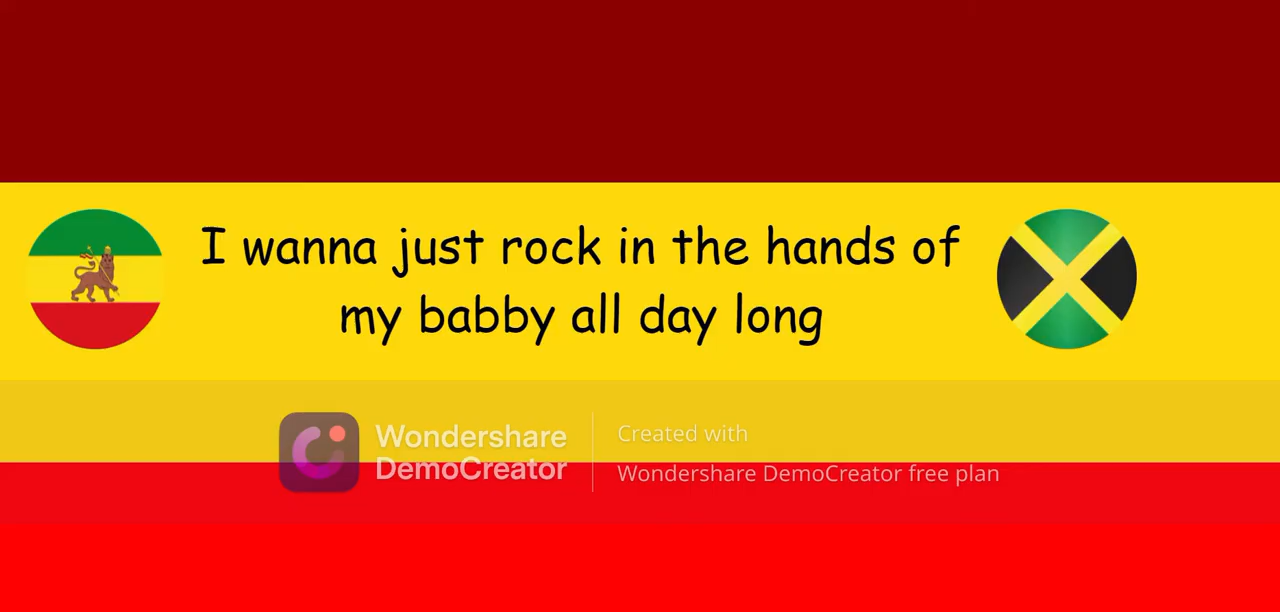 I wanna just rock in the hands of
my babby all day long
Wondershare
DemoCreator
Created with
Wondershare DemoCreator free plan